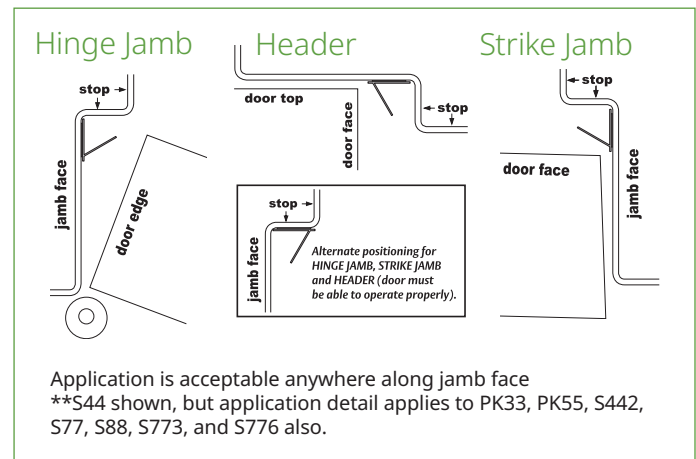 Hinge Jamb
Header
Strike Jamb
stop
jamb face
door edge
door top
door face
stop
stop
door face
jamb face
stop
jamb face
Alternate positioning for
HINGE JAMB, STRIKE JAMB
and HEADER (door must
be able to operate properly).
Application is acceptable anywhere along jamb face
**S44 shown, but application detail applies to PK33, PK55, S442,
S77, S88, S773, and S776 also.